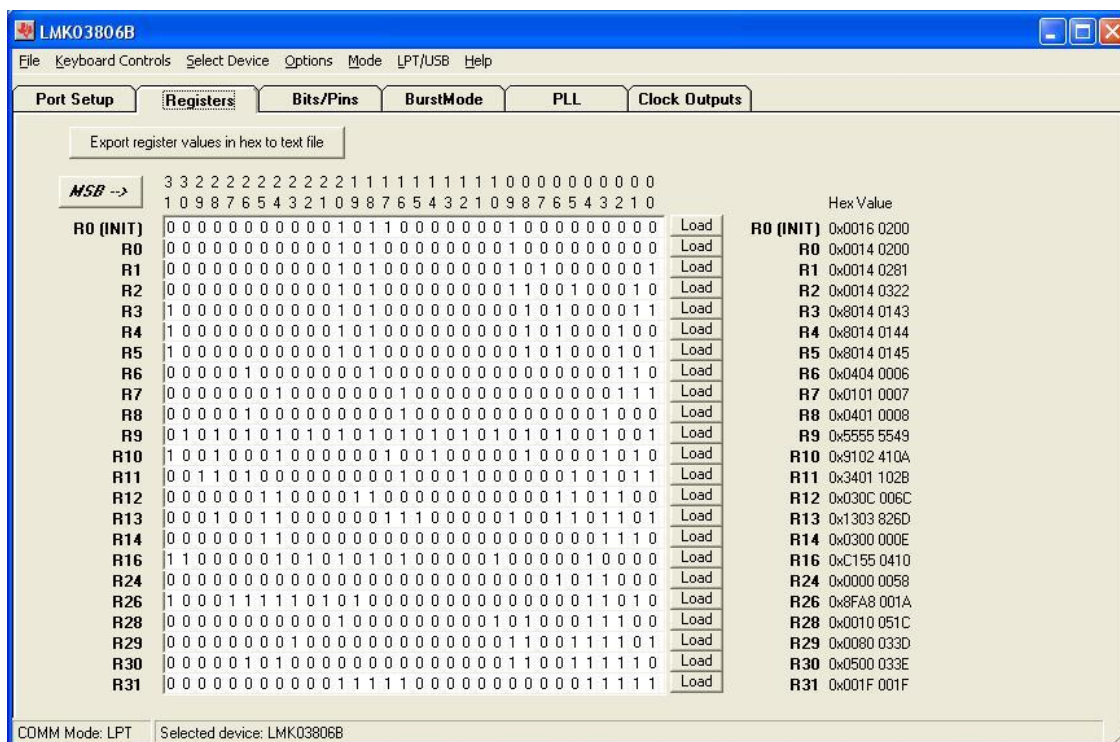 LMK03806B
File Keyboard Controls Select Device Options Mode LPT/USB Help
Port Setup Registers Bits/Pins BurstMode PLL Clock Outputs
Export register values in hex to text file
3 3 2 2 2 2 2 2 2 2 2 2 1 1 1 1 1 1 1 1 1 1 0 0 0 0 0 0 0 0 0 0
MSB --> 1 0 9 8 7 6 5 4 3 2 1 0 9 8 7 6 5 4 3 2 1 0 9 8 7 6 5 4 3 2 1 0 Hex Value
R0 (INIT) 0 0 0 0 0 0 0 0 0 0 0 1 0 1 1 0 0 0 0 0 0 0 1 0 0 0 0 0 0 0 0 0 Load R0 (INIT) 0x0016 0200
R0 0 0 0 0 0 0 0 0 0 0 0 1 0 1 0 0 0 0 0 0 0 0 1 0 0 0 0 0 0 0 0 0 Load R0 0x0014 0200
R1 0 0 0 0 0 0 0 0 0 0 0 1 0 1 0 0 0 0 0 0 0 0 1 0 1 0 0 0 0 0 0 1 Load R1 0x0014 0281
R2 0 0 0 0 0 0 0 0 0 0 0 1 0 1 0 0 0 0 0 0 0 0 1 1 0 0 1 0 0 0 1 0 Load R2 0x0014 0322
R3 1 0 0 0 0 0 0 0 0 0 0 1 0 1 0 0 0 0 0 0 0 0 0 1 0 1 0 0 0 0 1 1 Load R3 0x8014 0143
R4 1 0 0 0 0 0 0 0 0 0 0 1 0 1 0 0 0 0 0 0 0 0 0 1 0 1 0 0 0 1 0 0 Load R4 0x8014 0144
R5 1 0 0 0 0 0 0 0 0 0 0 1 0 1 0 0 0 0 0 0 0 0 0 1 0 1 0 0 0 1 0 1 Load R5 0x8014 0145
R6 0 0 0 0 0 1 0 0 0 0 0 0 0 1 0 0 0 0 0 0 0 0 0 0 0 0 0 0 0 1 1 0 Load R6 0x0404 0006
R7 0 0 0 0 0 0 0 1 0 0 0 0 0 0 0 1 0 0 0 0 0 0 0 0 0 0 0 0 0 1 1 1 Load R7 0x0101 0007
R8 0 0 0 0 0 1 0 0 0 0 0 0 0 0 0 1 0 0 0 0 0 0 0 0 0 0 0 0 1 0 0 0 Load R8 0x0401 0008
R9 0 1 0 1 0 1 0 1 0 1 0 1 0 1 0 1 0 1 0 1 0 1 0 1 0 1 0 0 1 0 0 1 Load R9 0x5555 5549
R10 1 0 0 1 0 0 0 1 0 0 0 0 0 0 1 0 0 1 0 0 0 0 0 1 0 0 0 0 1 0 1 0 Load R10 0x9102 410A
R11 0 0 1 1 0 1 0 0 0 0 0 0 0 0 0 1 0 0 0 1 0 0 0 0 0 0 1 0 1 0 1 1 Load R11 0x3401 102B
R12 0 0 0 0 0 0 1 1 0 0 0 0 1 1 0 0 0 0 0 0 0 0 0 0 0 1 1 0 1 1 0 0 Load R12 0x030C 006C
R13 0 0 0 1 0 0 1 1 0 0 0 0 0 0 1 1 1 0 0 0 0 0 1 0 0 1 1 0 1 1 0 1 Load R13 0x1303 826D
R14 0 0 0 0 0 0 1 1 0 0 0 0 0 0 0 0 0 0 0 0 0 0 0 0 0 0 0 0 1 1 1 0 Load R14 0x0300 000E
R16 1 1 0 0 0 0 0 1 0 1 0 1 0 1 0 1 0 0 0 0 0 1 0 0 0 0 0 1 0 0 0 0 Load R16 0xC155 0410
R24 0 0 0 0 0 0 0 0 0 0 0 0 0 0 0 0 0 0 0 0 0 0 0 0 0 1 0 1 1 0 0 0 Load R24 0x0000 0058
R26 1 0 0 0 1 1 1 1 1 0 1 0 1 0 0 0 0 0 0 0 0 0 0 0 0 0 0 1 1 0 1 0 Load R26 0x8FA8 001A
R28 0 0 0 0 0 0 0 0 0 0 0 1 0 0 0 0 0 0 0 0 0 1 0 1 0 0 0 1 1 1 0 0 Load R28 0x0010 051C
R29 0 0 0 0 0 0 0 0 1 0 0 0 0 0 0 0 0 0 0 0 0 0 1 1 0 0 1 1 1 1 0 1 Load R29 0x0080 033D
R30 0 0 0 0 0 1 0 1 0 0 0 0 0 0 0 0 0 0 0 0 0 0 1 1 0 0 1 1 1 1 1 0 Load R30 0x0500 033E
R31 0 0 0 0 0 0 0 0 0 0 0 1 1 1 1 1 0 0 0 0 0 0 0 0 0 0 0 1 1 1 1 1 Load R31 0x001F 001F
COMM Mode: LPT Selected device: LMK03806B